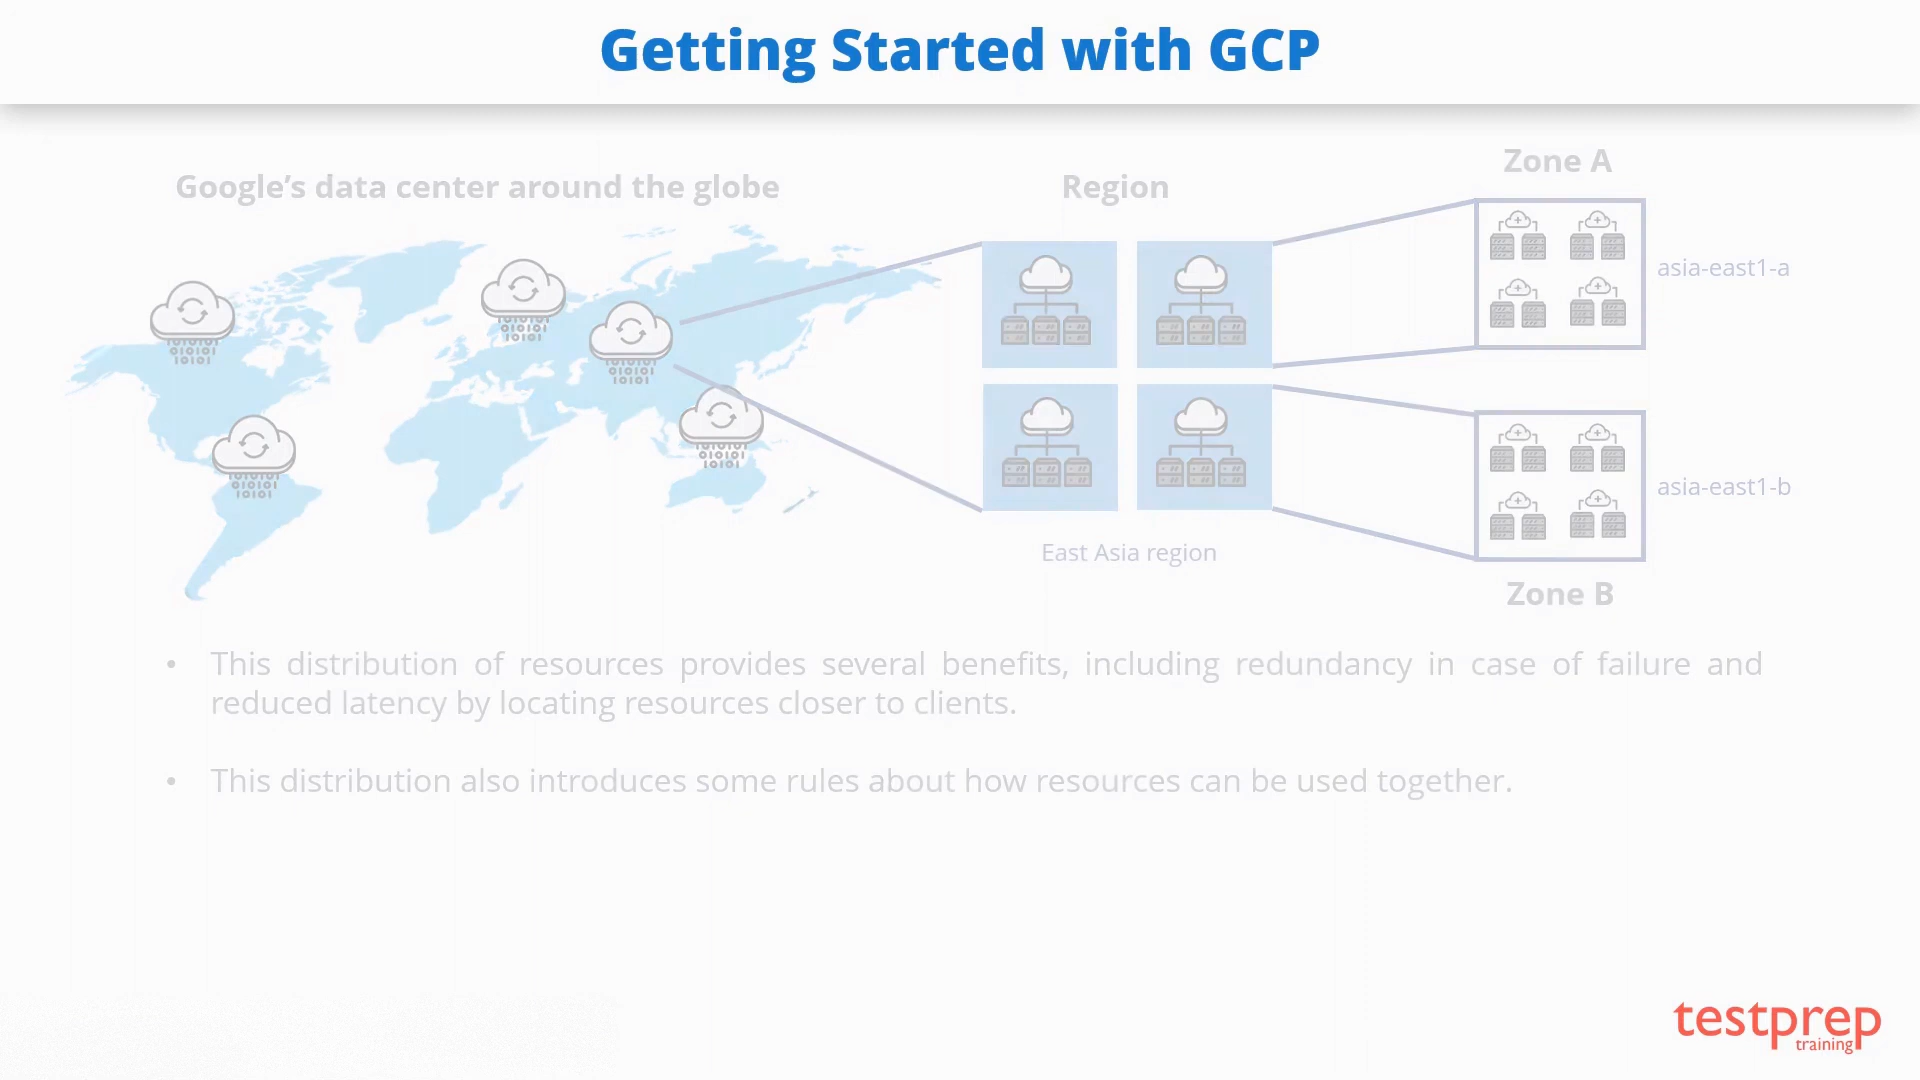 Getting Started with GCP
Google's data center around the globe
Region
Zone A
asia-east1-a
asia-east1-b
East Asia region
Zone B
• This distribution of resources provides several benefits, including redundancy in case of failure and
reduced latency by locating resources closer to clients.
• This distribution also introduces some rules about how resources can be used together.
testprep
training